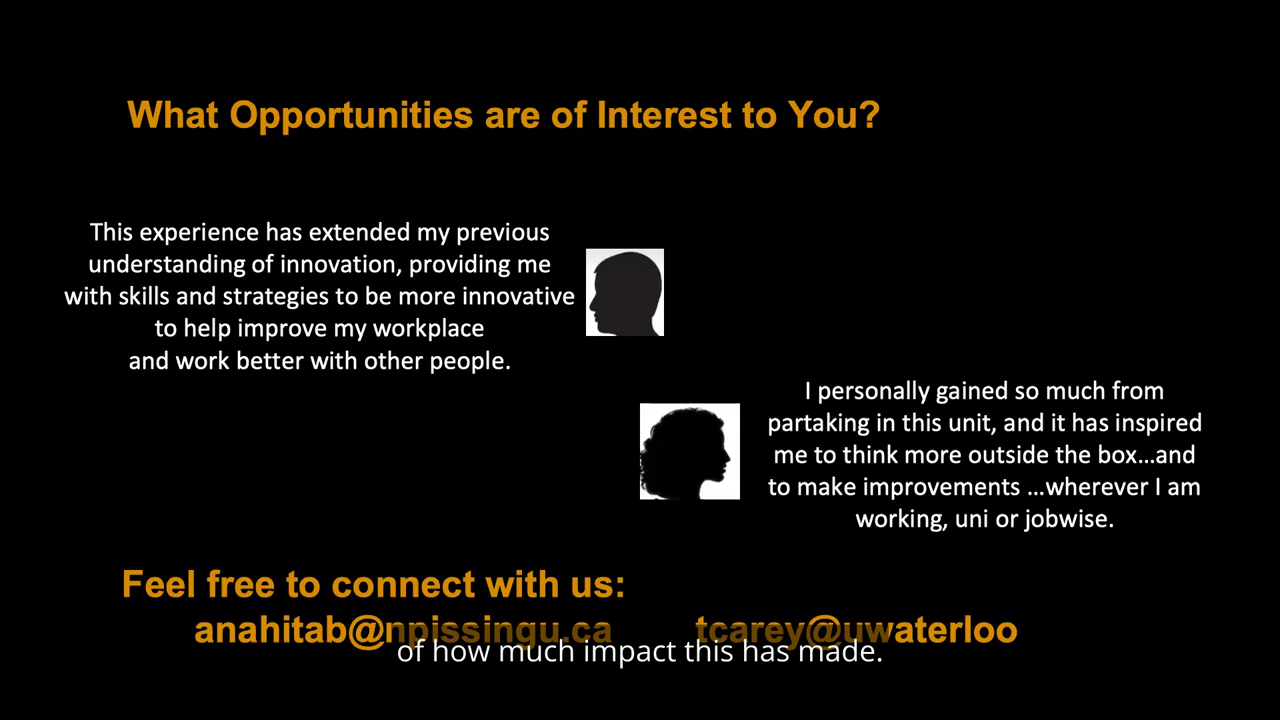 What Opportunities are of Interest to You?
This experience has extended my previous
understanding of innovation, providing me
with skills and strategies to be more innovative
to help improve my workplace
and work better with other people.
I personally gained so much from
partaking in this unit, and it has inspired
me to think more outside the box...and
to make improvements ...wherever I am
working, uni or jobwise.
Feel free to connect with us:
anahitab@npissingu.ca tcarey@uwaterloo
of how much impact this has made.